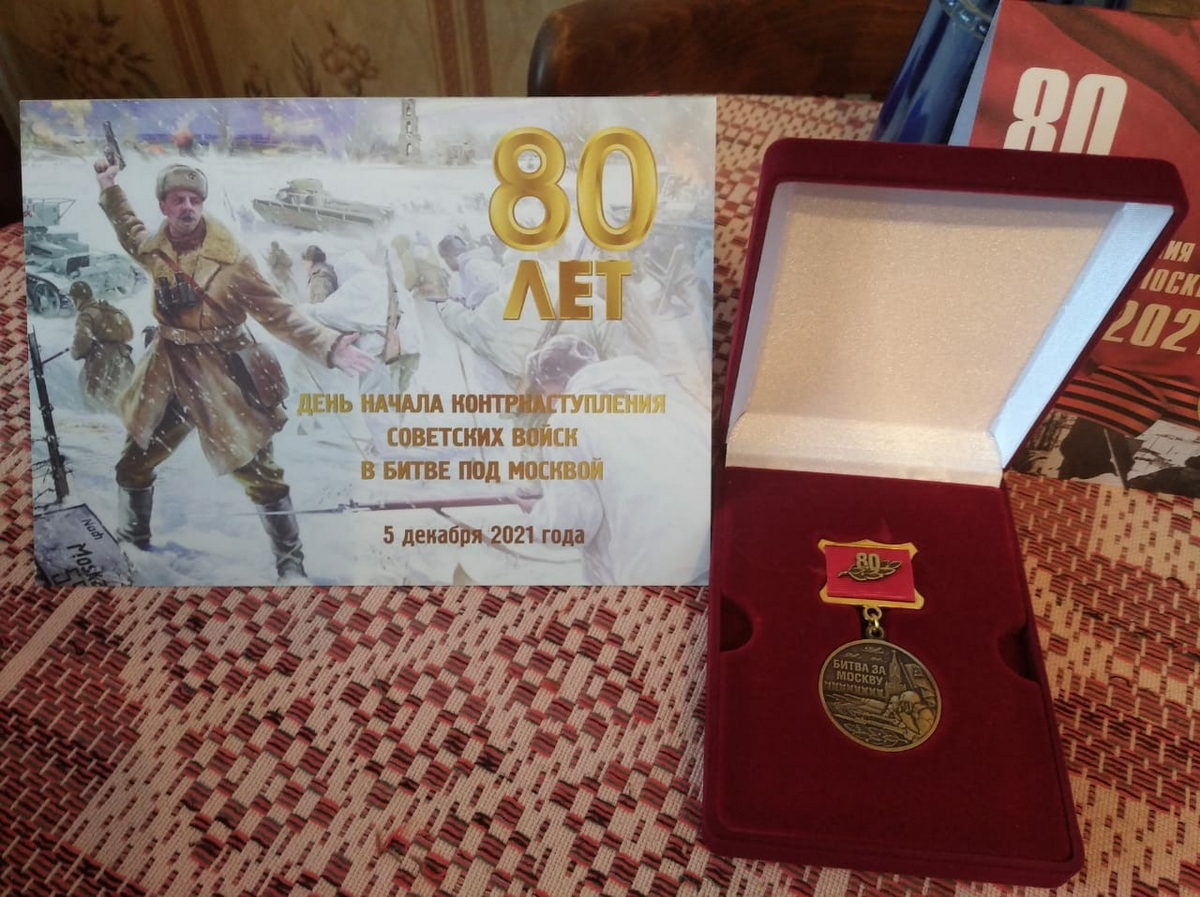 80
ЛЕТ
ДЕНЬ НАЧАЛА КОНТРНАСТУПЛЕНИЯ
СОВЕТСКИХ ВОЙСК
В БИТВЕ ПОД МОСКВОЙ
5 декабря 2021 года
80
БИТВА ЗА
МОСКВУ
80